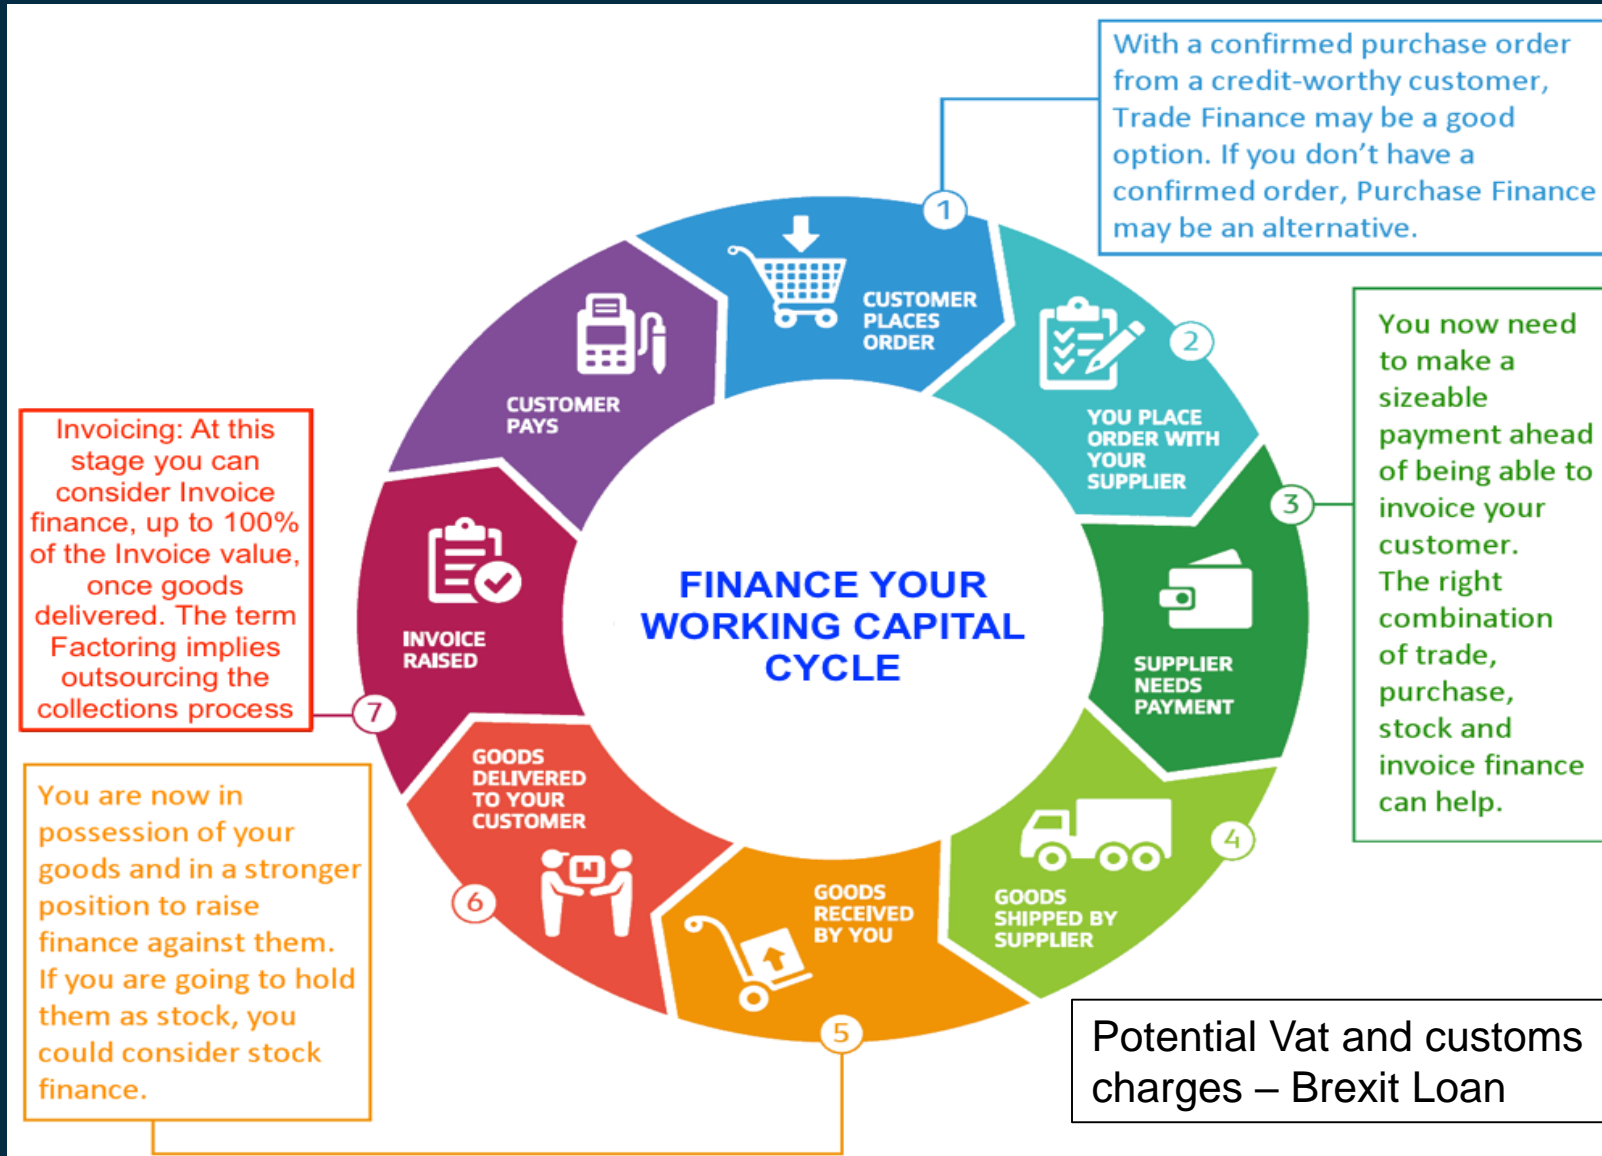 With a confirmed purchase order
from a credit-worthy customer,
Trade Finance may be a good
option. If you don't have a
confirmed order, Purchase Finance
may be an alternative.
1
CUSTOMER
PLACES
ORDER
2
YOU PLACE
ORDER WITH
YOUR
SUPPLIER
You now need
to make a
sizeable
payment ahead
of being able to
invoice your
customer.
The right
combination
of trade,
purchase,
stock and
invoice finance
can help.
3
SUPPLIER
NEEDS
PAYMENT
4
GOODS
SHIPPED BY
SUPPLIER
Potential Vat and customs
charges – Brexit Loan
GOODS
RECEIVED
BY YOU
5
You are now in
possession of your
goods and in a stronger
position to raise
finance against them.
If you are going to hold
them as stock, you
could consider stock
finance.
GOODS
DELIVERED
TO YOUR
CUSTOMER
6
Invoicing: At this
stage you can
consider Invoice
finance, up to 100%
of the Invoice value,
once goods
delivered. The term
Factoring implies
outsourcing the
collections process
7
INVOICE
RAISED
CUSTOMER
PAYS
FINANCE YOUR
WORKING CAPITAL
CYCLE